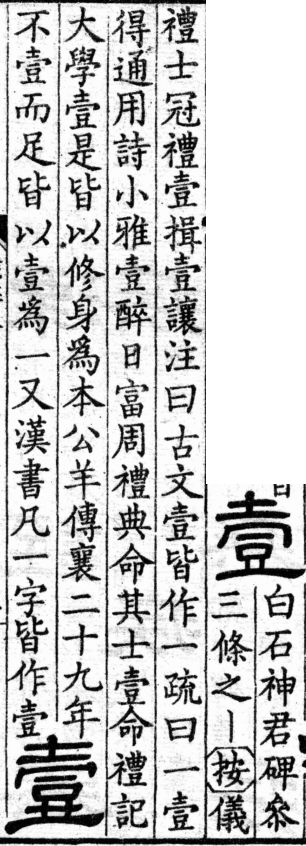 壹
白石神君碑叅
三條之丨按儀
禮士冠禮壹揖壹讓注曰古文壹皆作一疏曰一壹
得通用詩小雅壹醉日富周禮典命其士壹命禮記
大學壹是皆以修身為本公羊傳襄二十九年
不壹而足皆以壹為一又漢書凡一字皆作壹
壹